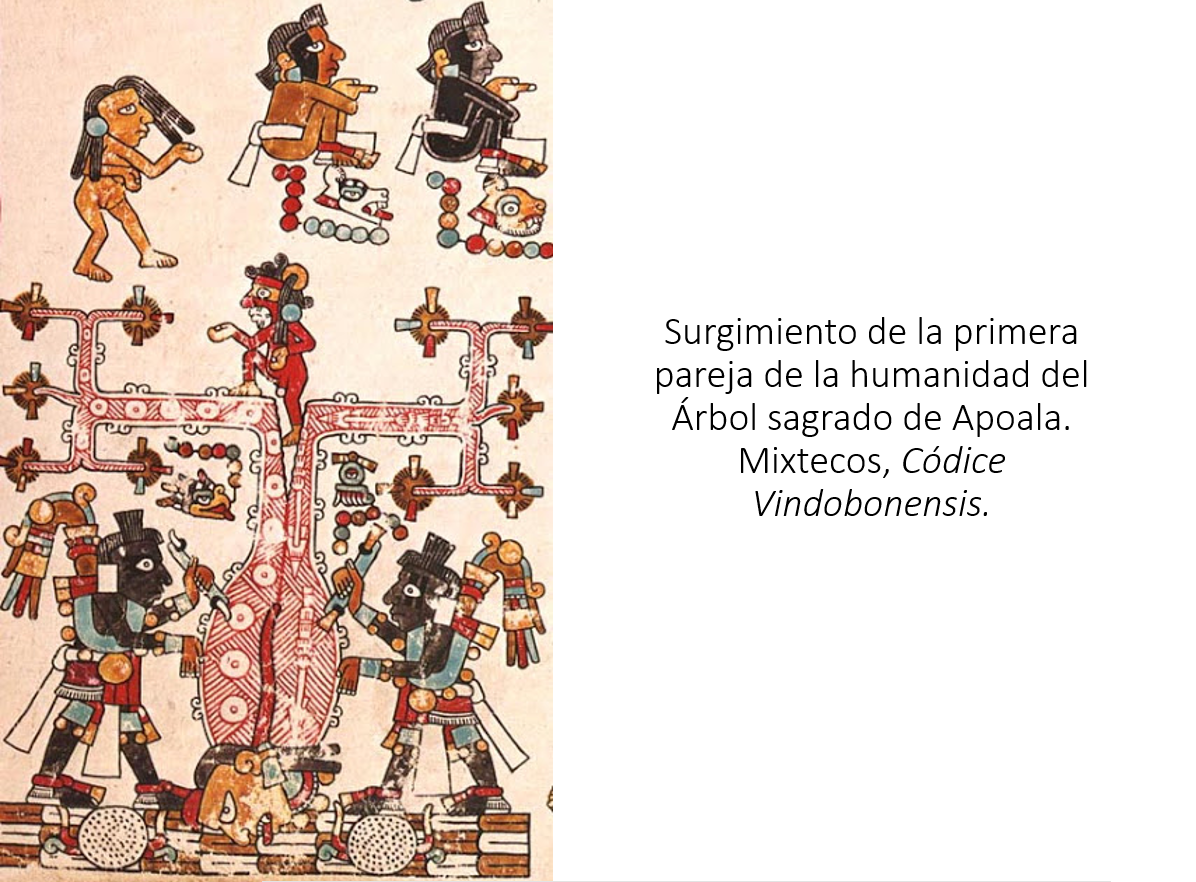 Surgimiento de la primera
pareja de la humanidad del
Árbol sagrado de Apoala.
Mixtecos, Códice
Vindobonensis.